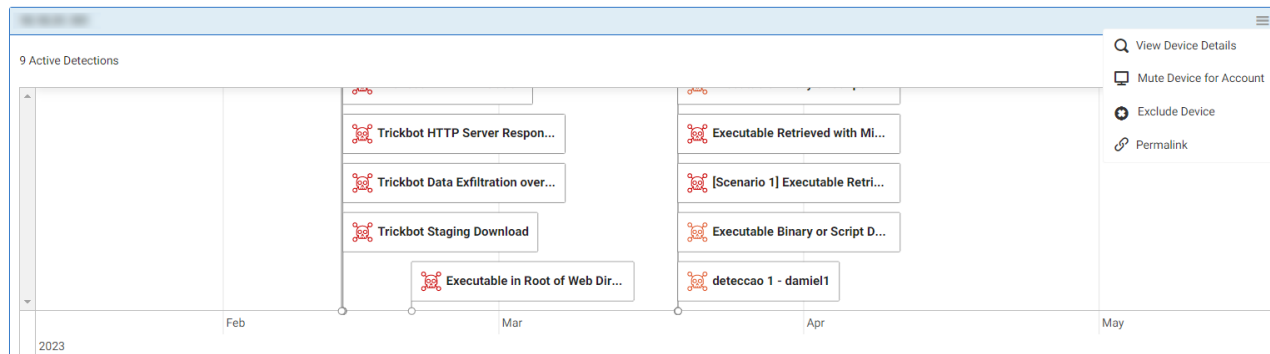 9 Active Detections
View Device Details
Mute Device for Account
Exclude Device
Permalink
Trickbot HTTP Server Respon...
Executable Retrieved with Mi...
Trickbot Data Exfiltration over...
[Scenario 1] Executable Retri...
Trickbot Staging Download
Executable Binary or Script D...
Executable in Root of Web Dir...
deteccao 1 - damiel1
Feb
Mar
Apr
May
2023